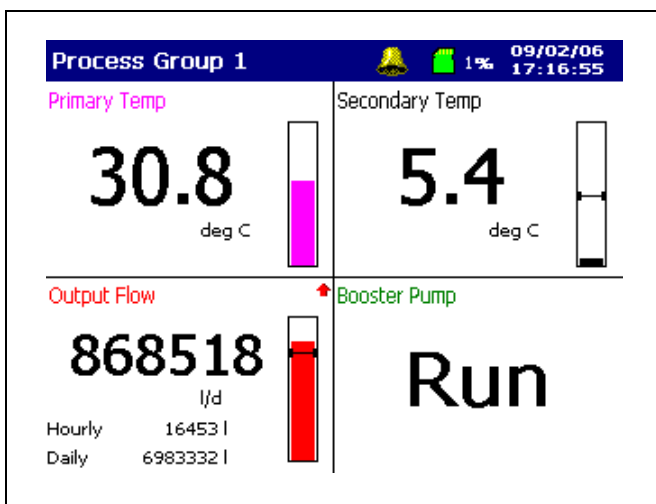 Process Group 1
1%
09/02/06
17:16:55
Primary Temp
30.8
deg C
Secondary Temp
5.4
deg C
Output Flow
868518
l/d
Hourly 16453 l
Daily 6983332 l
Booster Pump
Run